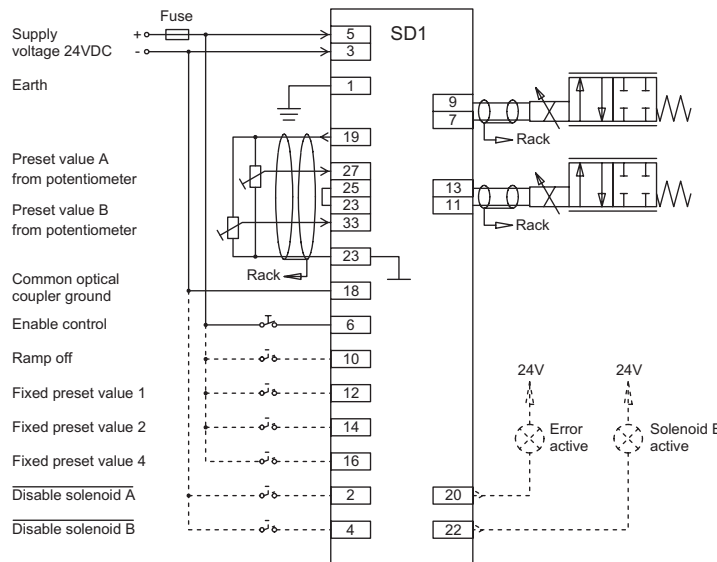 Fuse
Supply
voltage 24VDC
+
-
5
3
SD1
Earth
1
9
7
Rack
19
Preset value A
from potentiometer
27
25
23
13
11
Rack
Preset value B
from potentiometer
33
Rack
23
Common optical
coupler ground
18
Enable control
6
Ramp off
10
24V
24V
Fixed preset value 1
12
Fixed preset value 2
14
Error
active
Solenoid B
active
Fixed preset value 4
16
Disable solenoid A
2
20
Disable solenoid B
4
22